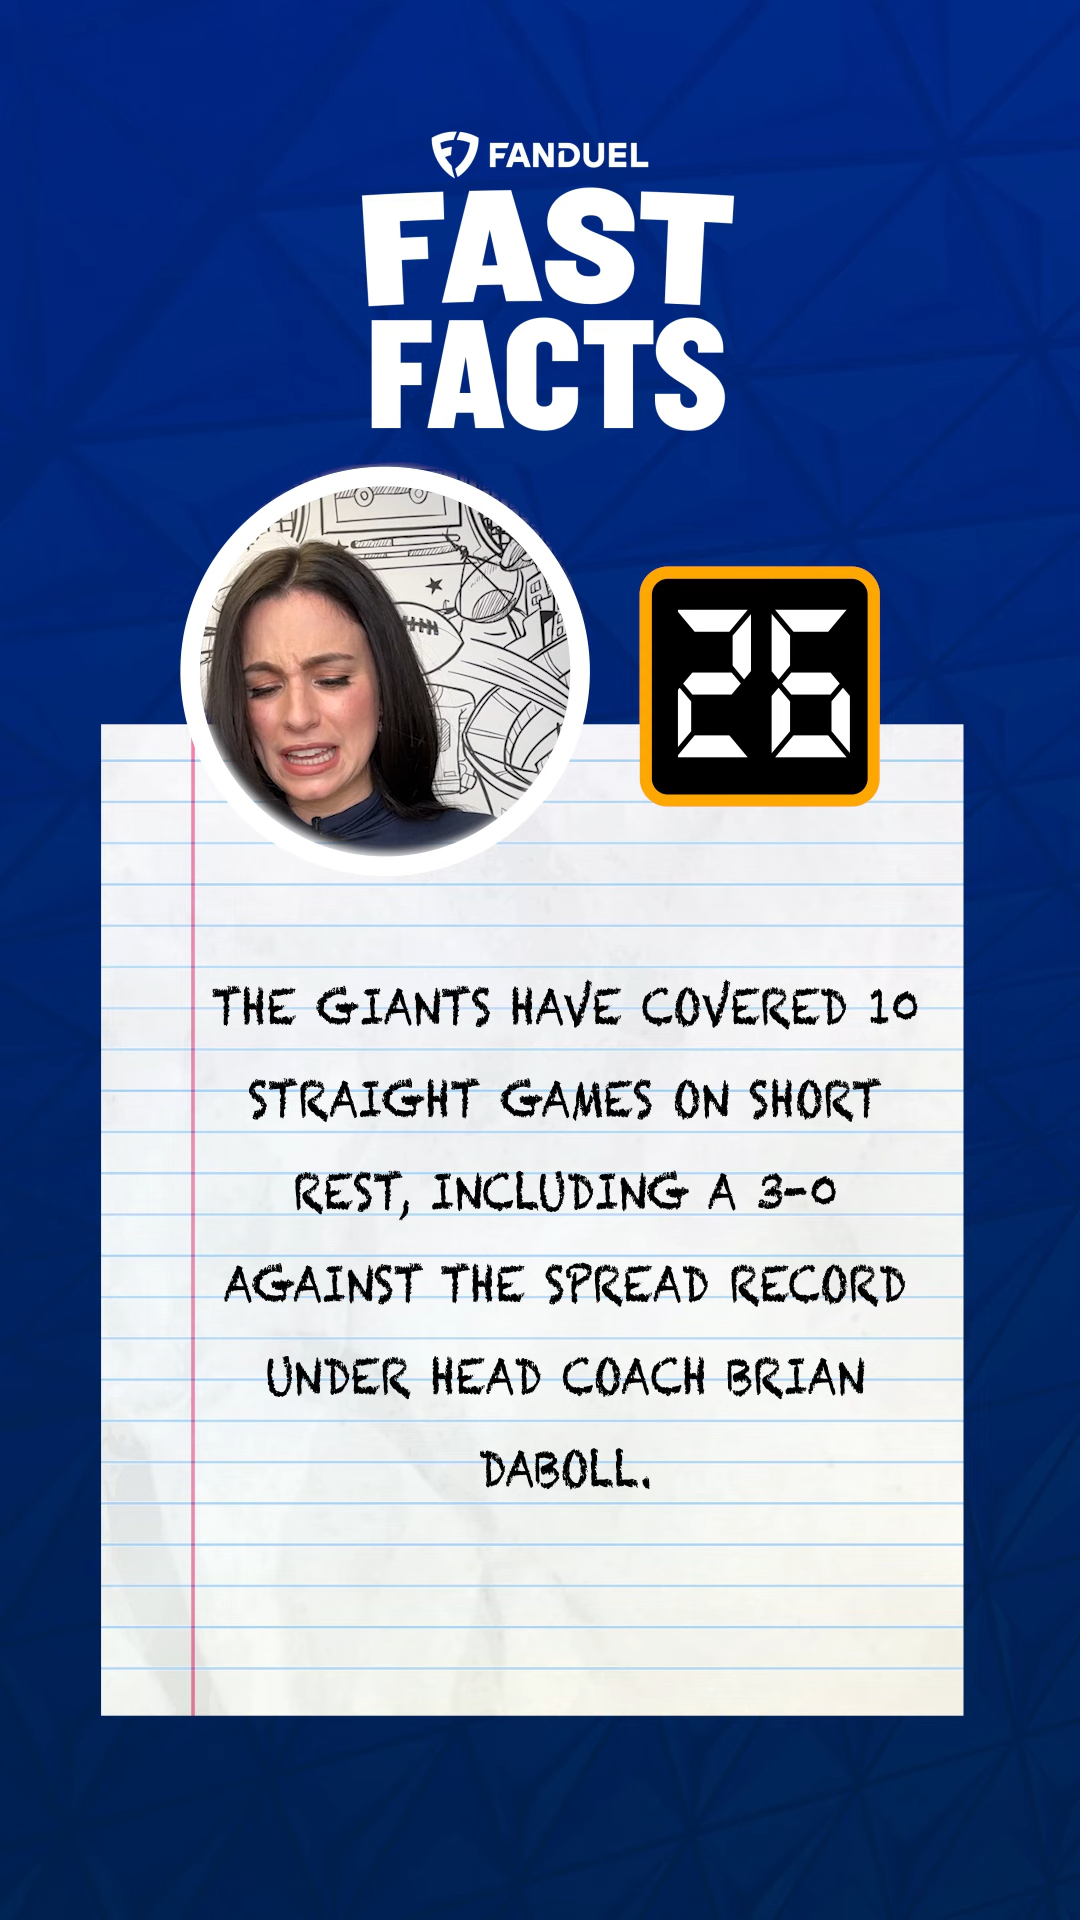 FANDUEL
FAST
FACTS
26
THE GIANTS HAVE COVERED 10
STRAIGHT GAMES ON SHORT
REST, INCLUDING A 3-0
AGAINST THE SPREAD RECORD
UNDER HEAD COACH BRIAN
DABOLL.